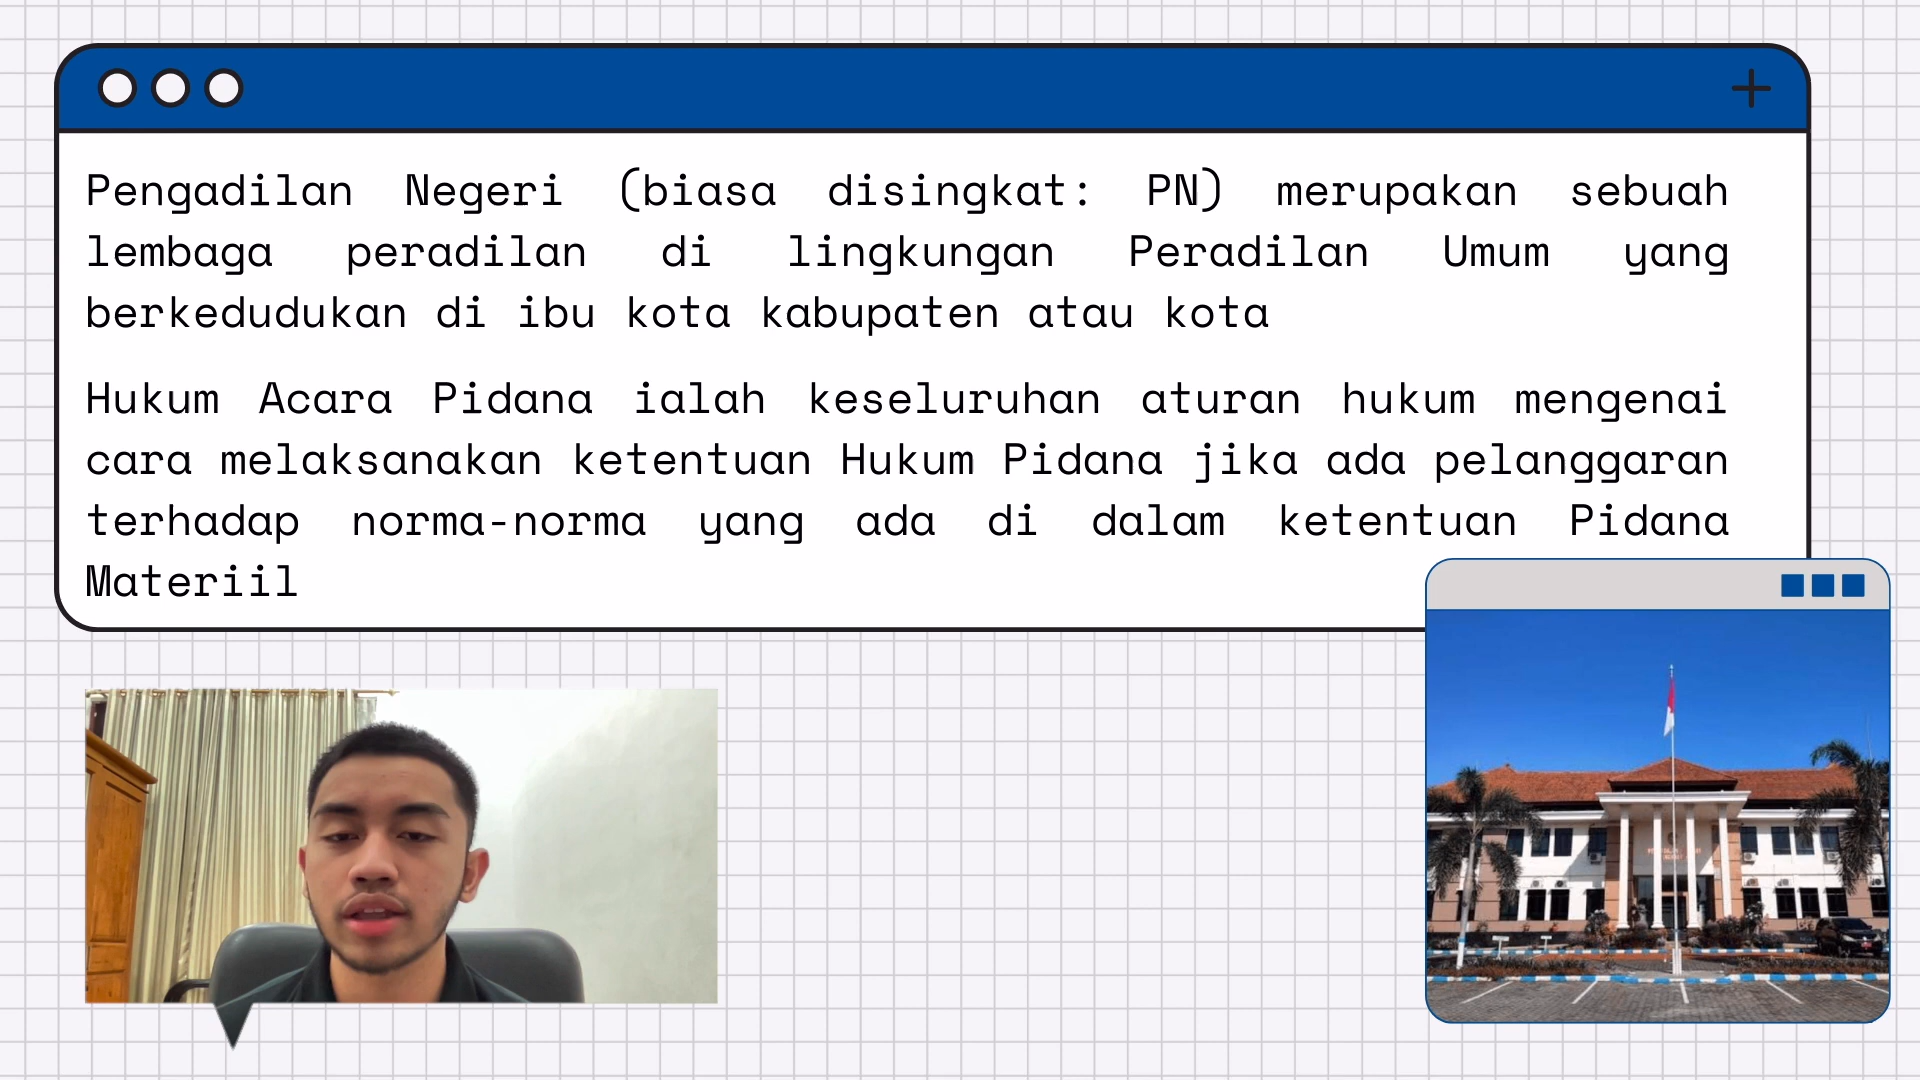 Pengadilan Negeri (biasa disingkat: PN) merupakan sebuah
lembaga peradilan di lingkungan Peradilan Umum yang
berkedudukan di ibu kota kabupaten atau kota
Hukum Acara Pidana ialah keseluruhan aturan hukum mengenai
cara melaksanakan ketentuan Hukum Pidana jika ada pelanggaran
terhadap norma-norma yang ada di dalam ketentuan Pidana
Materiil